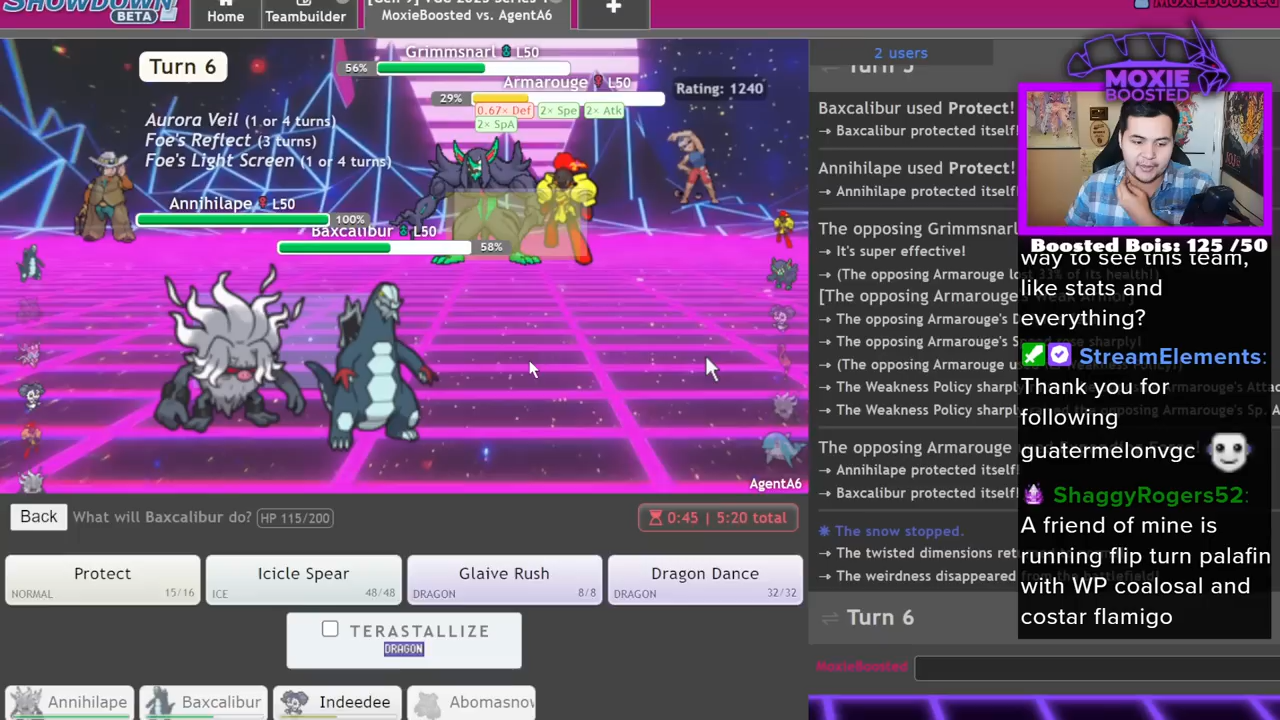 SHOWDOWN
BETA
Home
Teambuilder
MoxieBoosted vs. AgentA6
+
MoxieBoosted
Turn 6
Grimmsnarl L50
56%
Armarouge L50
29%
0.67× Def 2× Spe 2× Atk
2× SpA
Rating: 1240
Aurora Veil (1 or 4 turns)
Foe's Reflect (3 turns)
Foe's Light Screen (1 or 4 turns)
Annihilape L50
100%
Baxcalibur L50
58%
AgentA6
Back
What will Baxcalibur do? HP 115/200
0:45 | 5:20 total
Protect
NORMAL 15/16
Icicle Spear
ICE 48/48
Glaive Rush
DRAGON 8/8
Dragon Dance
DRAGON 32/32
TERASTALLIZE
DRAGON
Annihilape
Baxcalibur
Indeedee
Abomasnow
2 users
Turn 5
Baxcalibur used Protect!
→ Baxcalibur protected itself!
Annihilape used Protect!
→ Annihilape protected itself!
The opposing Grimmsnarl
→ It's super effective!
→ (The opposing Armarouge lost 33% of its health!)
[The opposing Armarouge's Weak Armor]
→ The opposing Armarouge's D
→ The opposing Armarouge's Speed rose sharply!
→ (The opposing Armarouge
→ The Weakness Policy sharply
→ The Weakness Policy sharply
The opposing Armarouge
→ Annihilape protected itself!
→ Baxcalibur protected itself!
The snow stopped.
→ The twisted dimensions
→ The weirdness disappeared
Turn 6
MoxieBoosted
MOXIE
BOOSTED
Boosted Bois: 125 /50
way to see this team,
like stats and
everything?
StreamElements:
Thank you for
following
guatermelonvgc
ShaggyRogers52:
A friend of mine is
running flip turn palafin
with WP coalosal and
costar flamigo